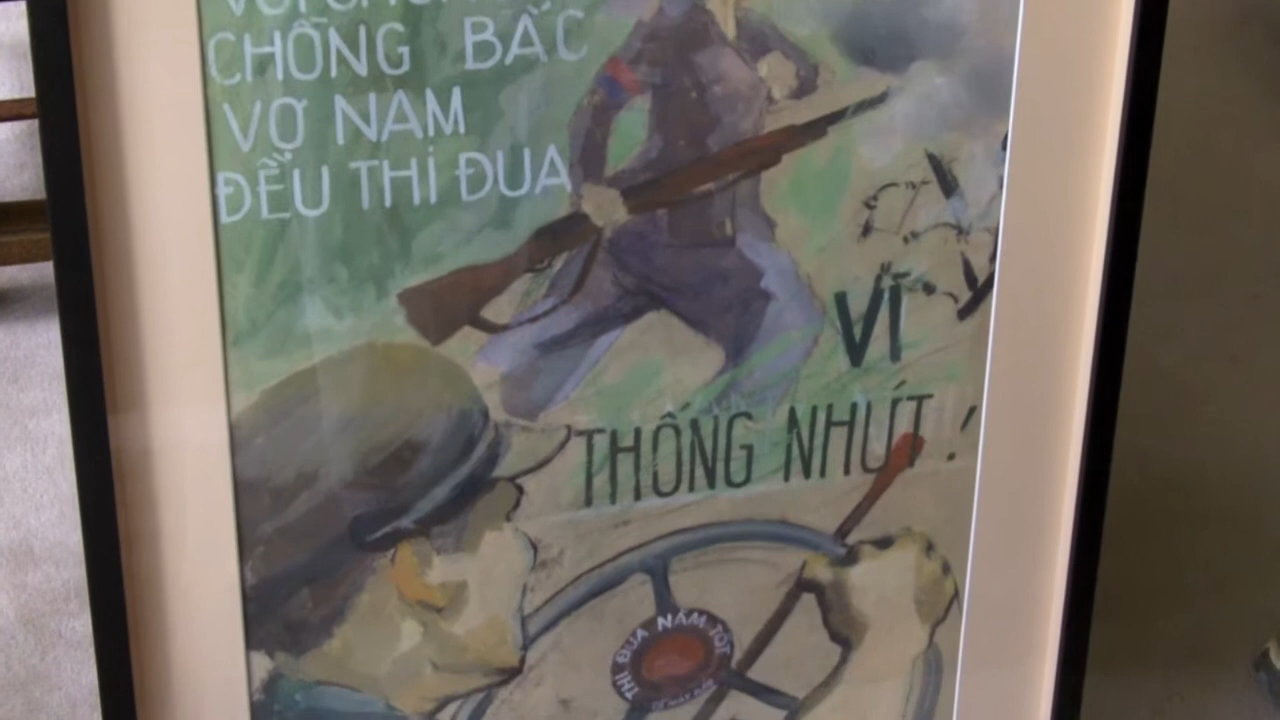 CHỒNG BẮC
VỢ NAM
ĐỀU THI ĐUA
VÌ
THỐNG NHỨT!
THI ĐUA NĂM TỐT